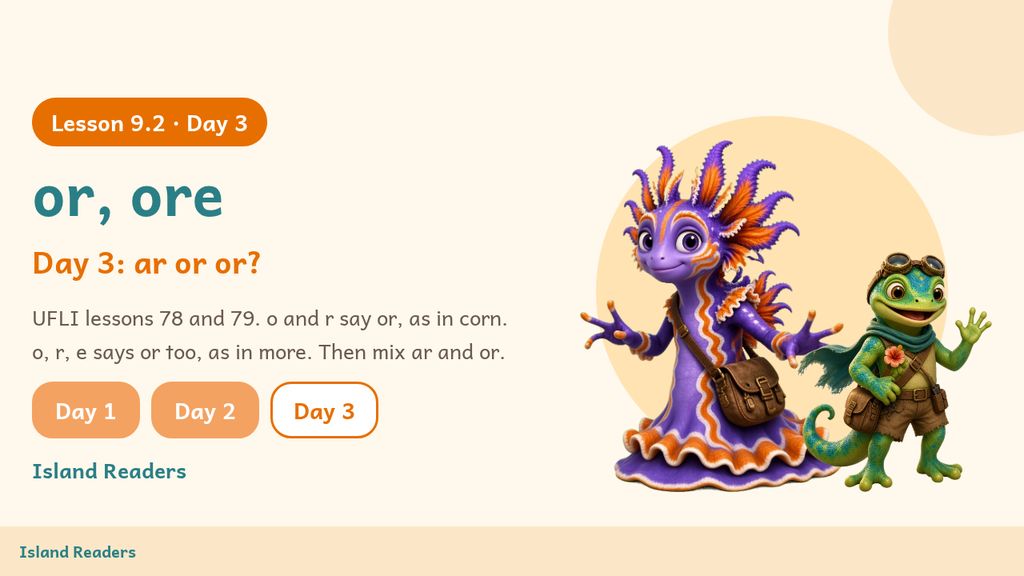 Lesson 9.2 · Day 3
or, ore
Day 3: ar or or?
UFLI lessons 78 and 79. o and r say or, as in corn.
o, r, e says or too, as in more. Then mix ar and or.
Day 1
Day 2
Day 3
Island Readers
Island Readers